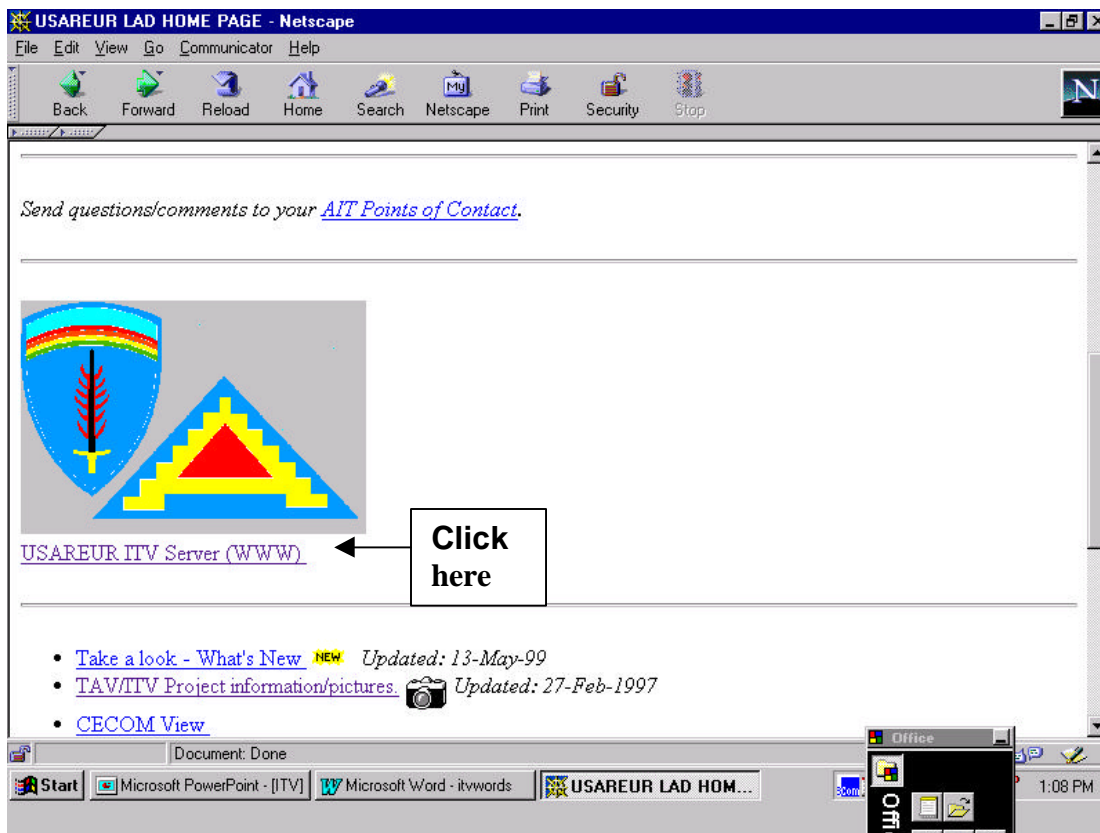 USAREUR LAD HOME PAGE - Netscape
File Edit View Go Communicator Help
My
Back Forward Reload Home Search Netscape Print Security Stop
N
Send questions/comments to your AIT Points of Contact.
USAREUR ITV Server (WWW)
Click
here
Take a look - What's New NEW Updated: 13-May-99
TAV/ITV Project information/pictures. Updated: 27-Feb-1997
CECOM View
Office
Document: Done
Start Microsoft PowerPoint - [ITV] Microsoft Word - itvwords USAREUR LAD HOM... 1:08 PM